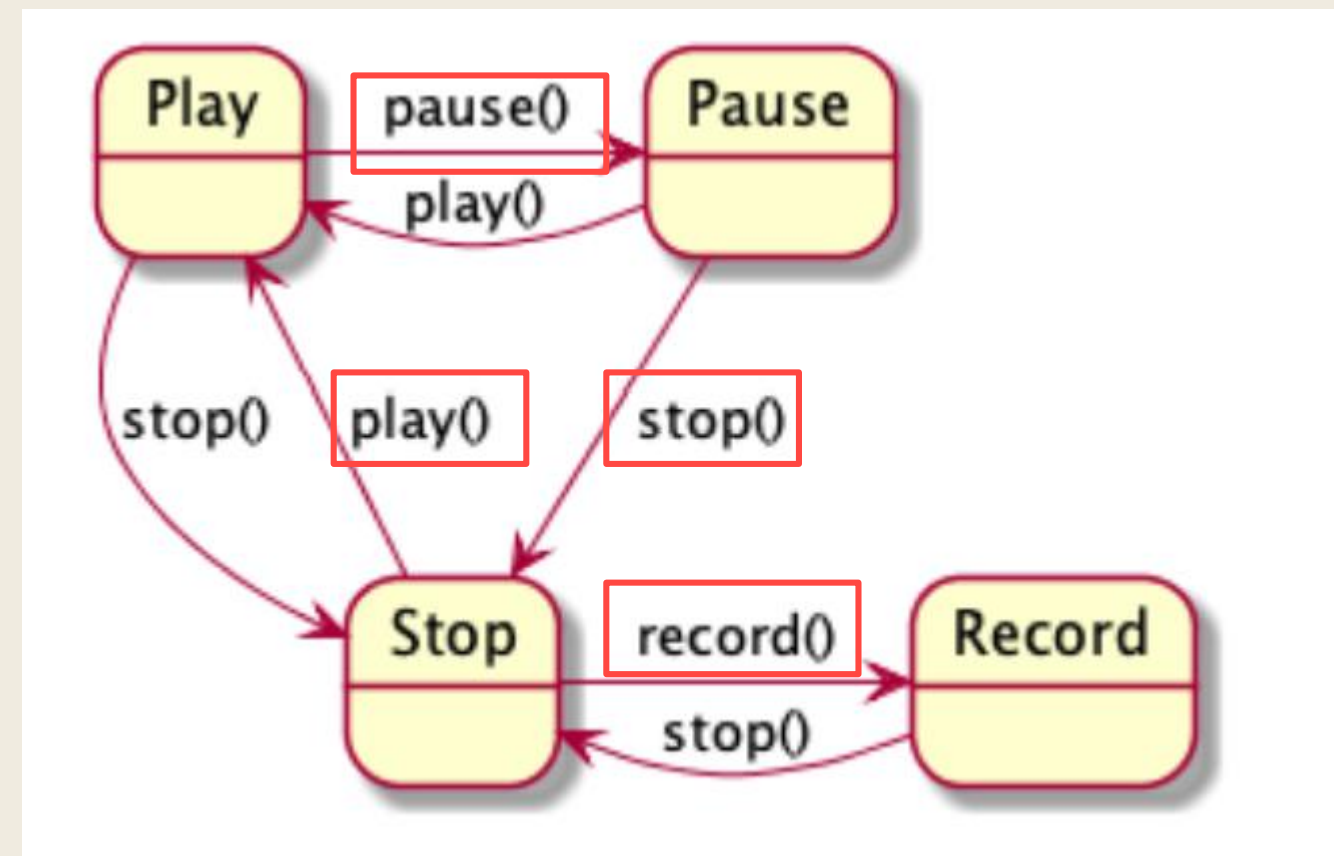 Play
pause()
Pause
play()
stop()
play()
stop()
Stop
record()
Record
stop()